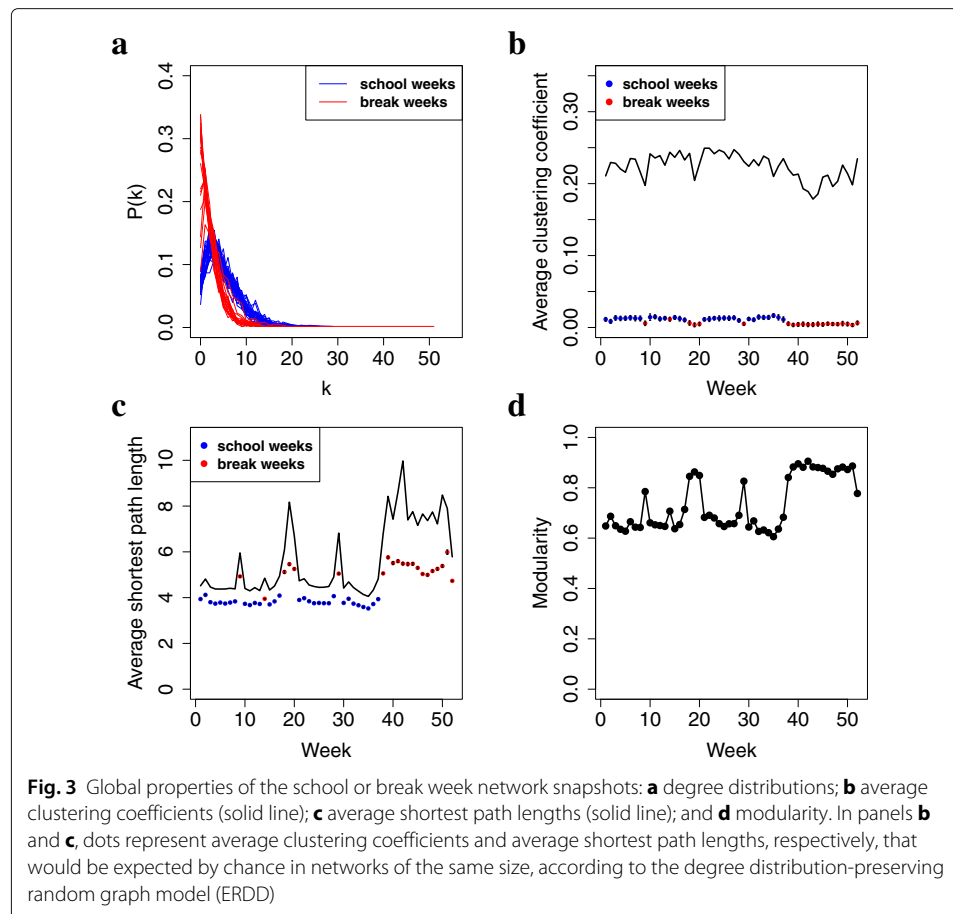 a
0.4
0.3
0.2
0.1
0.0
P(k)
school weeks
break weeks
0 10 20 30 40 50
k
b
0.30
0.20
0.10
0.00
Average clustering coefficient
school weeks
break weeks
0 10 20 30 40 50
Week
c
10
8
6
4
2
0
Average shortest path length
school weeks
break weeks
0 10 20 30 40 50
Week
d
1.0
0.8
0.6
0.4
0.2
0.0
Modularity
0 10 20 30 40 50
Week
Fig. 3 Global properties of the school or break week network snapshots: a degree distributions; b average
clustering coefficients (solid line); c average shortest path lengths (solid line); and d modularity. In panels b
and c, dots represent average clustering coefficients and average shortest path lengths, respectively, that
would be expected by chance in networks of the same size, according to the degree distribution-preserving
random graph model (ERDD)